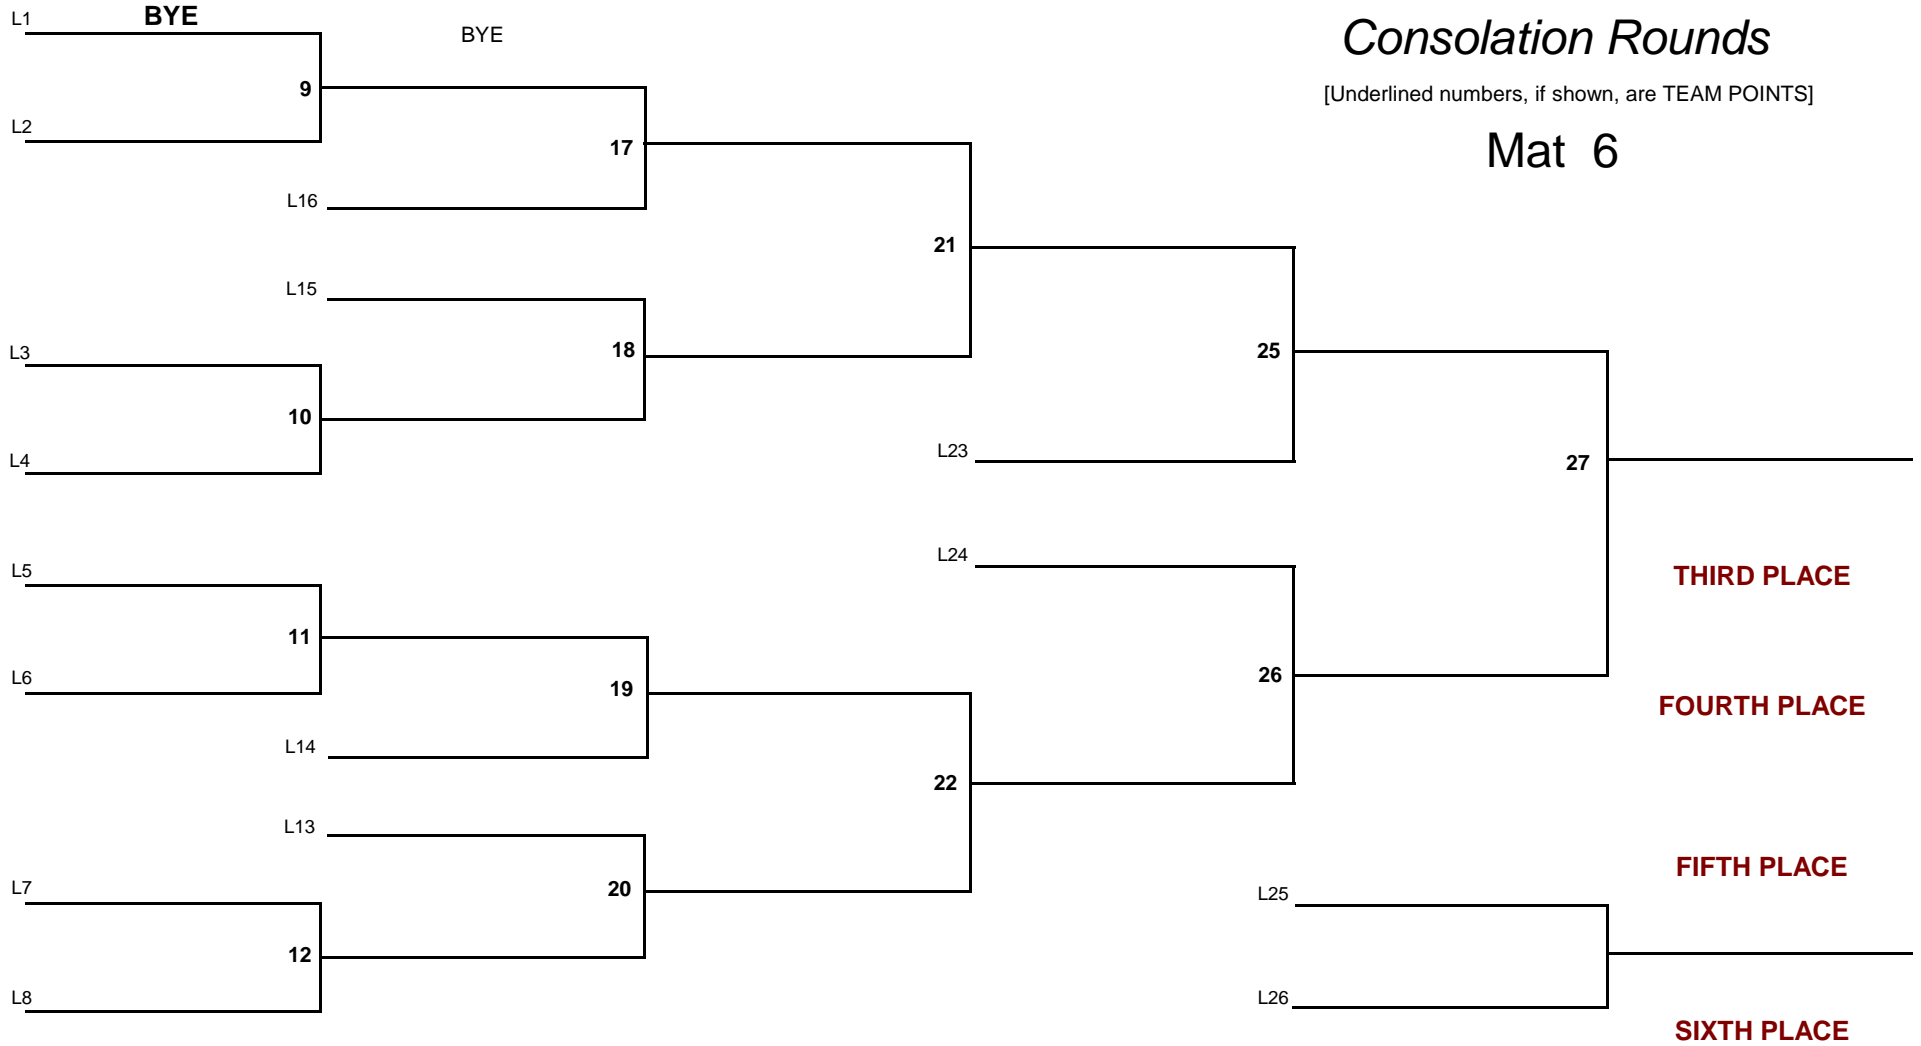 L1
BYE
BYE
Consolation Rounds
9
[Underlined numbers, if shown, are TEAM POINTS]
L2
17
Mat 6
L16
21
L15
L3
18
25
10
L4
L23
27
L5
L24
THIRD PLACE
11
L6
19
26
FOURTH PLACE
L14
22
L13
FIFTH PLACE
L7
20
L25
12
L8
L26
SIXTH PLACE